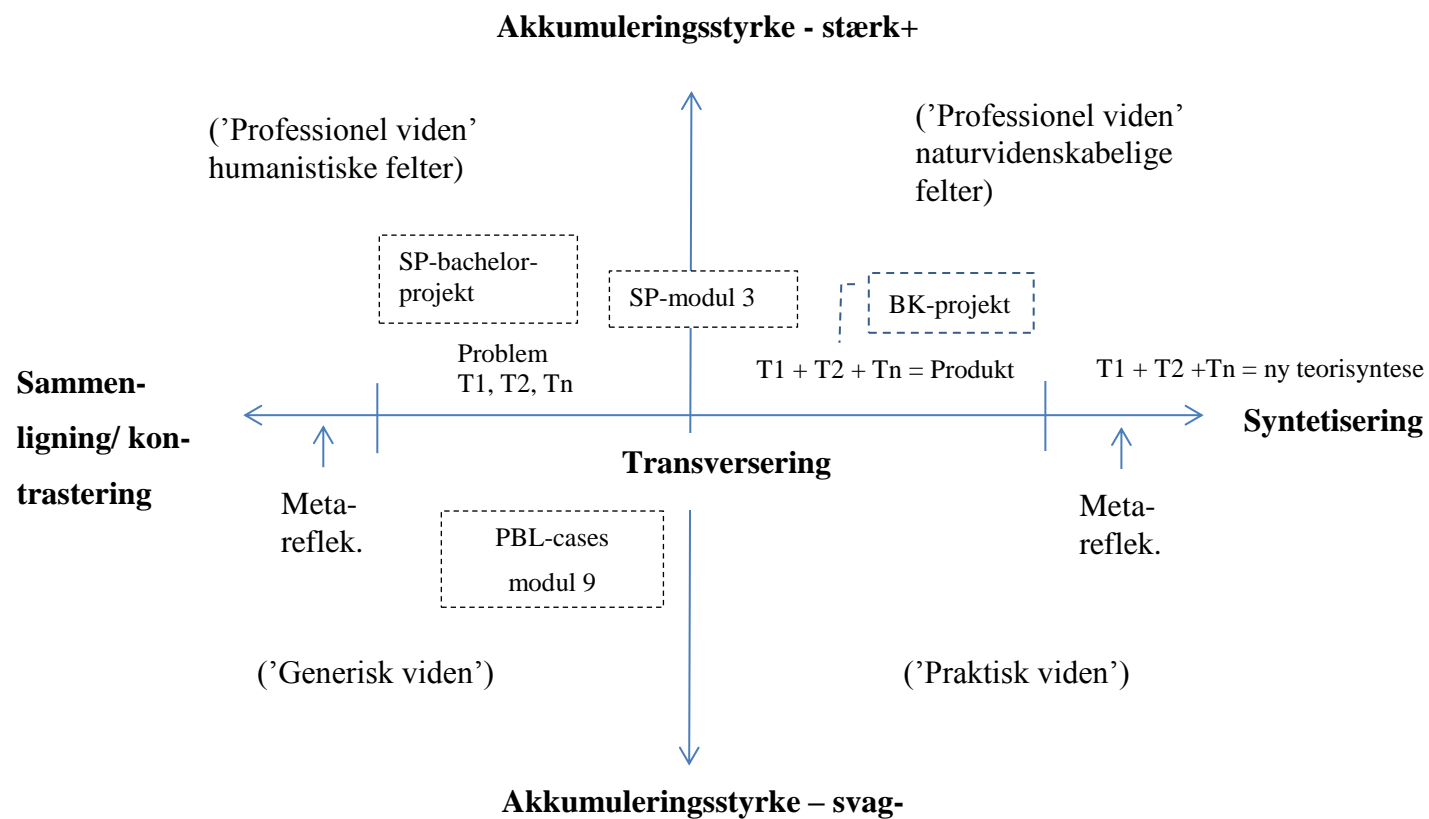 Akkumuleringsstyrke - stærk+
(’Professionel viden’
humanistiske felter)
(’Professionel viden’
naturvidenskabelige
felter)
SP-bachelor-
projekt
SP-modul 3
BK-projekt
Problem
T1, T2, Tn
T1 + T2 + Tn = Produkt
T1 + T2 +Tn = ny teorisyntese
Sammen-
ligning/ kon-
trastering
Syntetisering
Transversering
Meta-
reflek.
Meta-
reflek.
PBL-cases
modul 9
(’Generisk viden’)
(’Praktisk viden’)
Akkumuleringsstyrke – svag-